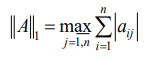 ‖A‖₁ = max_{j=1,n} ∑_{i=1}^{n} |a_{ij}|